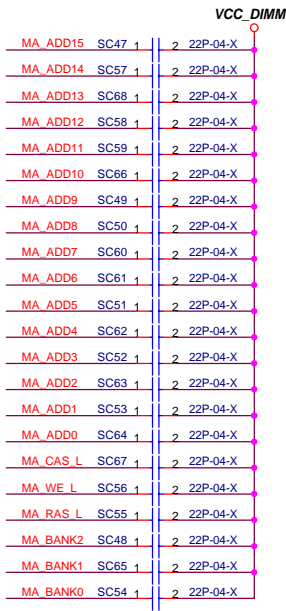 VCC_DIMM
MA_ADD15 SC47 1 2 22P-04-X
MA_ADD14 SC57 1 2 22P-04-X
MA_ADD13 SC68 1 2 22P-04-X
MA_ADD12 SC58 1 2 22P-04-X
MA_ADD11 SC59 1 2 22P-04-X
MA_ADD10 SC66 1 2 22P-04-X
MA_ADD9 SC49 1 2 22P-04-X
MA_ADD8 SC50 1 2 22P-04-X
MA_ADD7 SC60 1 2 22P-04-X
MA_ADD6 SC61 1 2 22P-04-X
MA_ADD5 SC51 1 2 22P-04-X
MA_ADD4 SC62 1 2 22P-04-X
MA_ADD3 SC52 1 2 22P-04-X
MA_ADD2 SC63 1 2 22P-04-X
MA_ADD1 SC53 1 2 22P-04-X
MA_ADD0 SC64 1 2 22P-04-X
MA_CAS_L SC67 1 2 22P-04-X
MA_WE_L SC56 1 2 22P-04-X
MA_RAS_L SC55 1 2 22P-04-X
MA_BANK2 SC48 1 2 22P-04-X
MA_BANK1 SC65 1 2 22P-04-X
MA_BANK0 SC54 1 2 22P-04-X